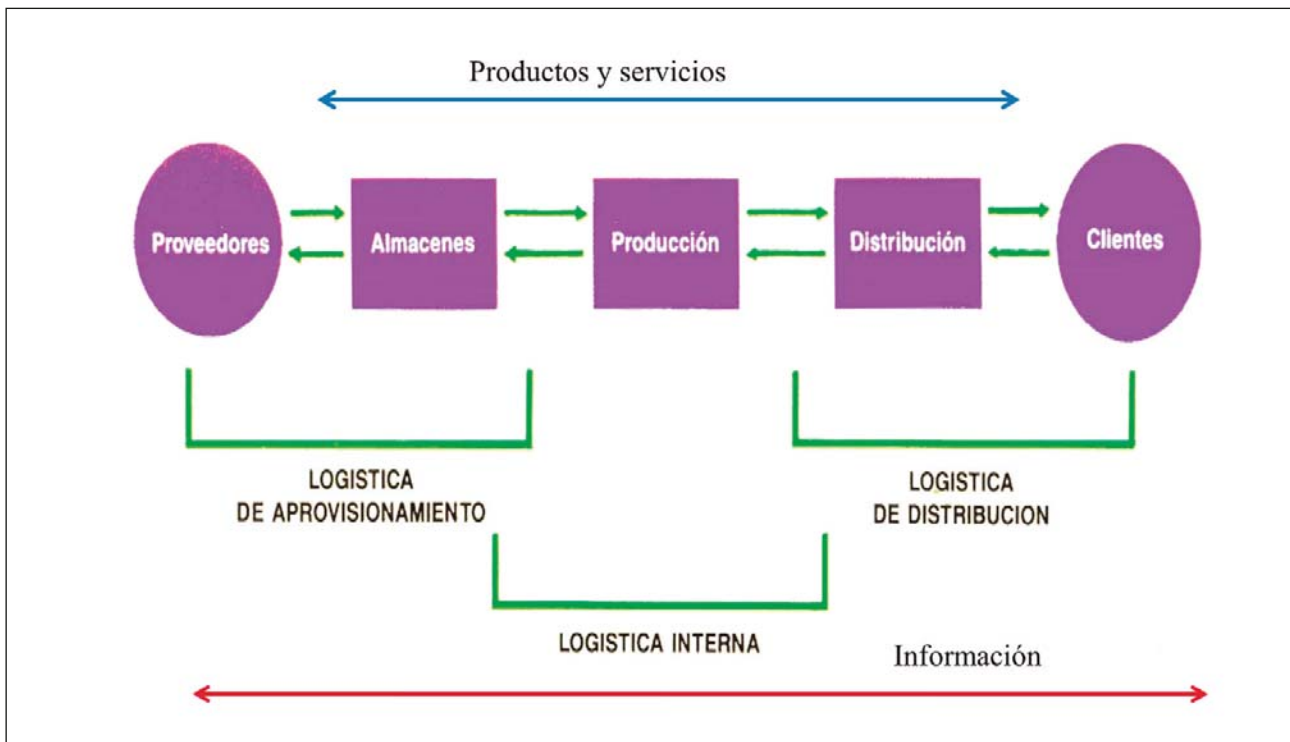 Productos y servicios
Proveedores
Almacenes
Producción
Distribución
Clientes
LOGISTICA
DE APROVISIONAMIENTO
LOGISTICA
DE DISTRIBUCION
LOGISTICA INTERNA
Información